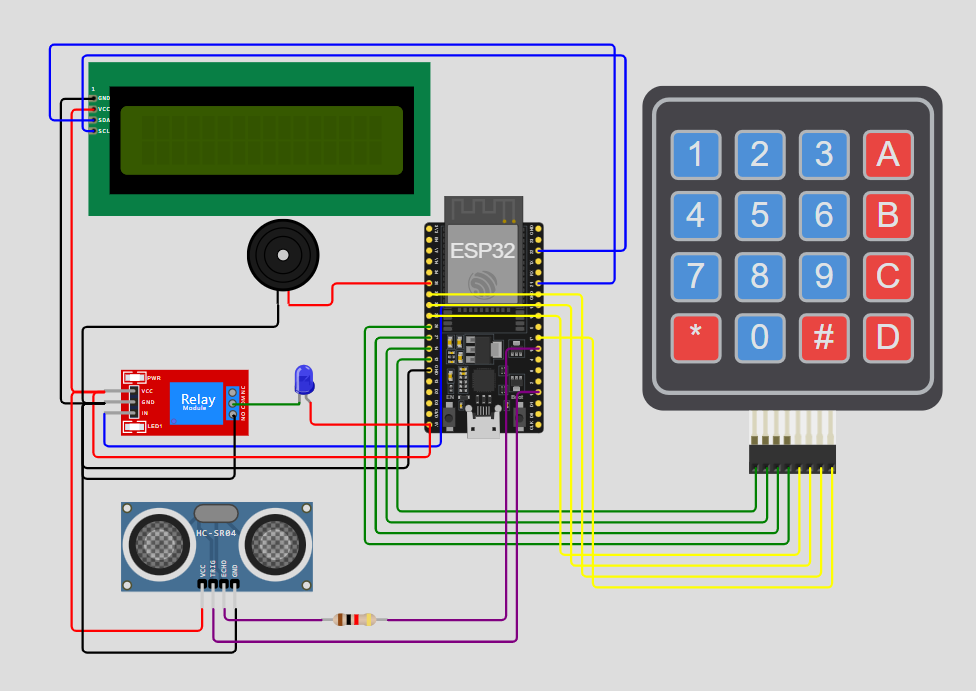 1
GND
VCC
SDA
SCL
ESP32
1 2 3 A
4 5 6 B
7 8 9 C
* 0 # D
PWR
VCC
GND
IN
LED1
Relay
Module
NC
COM
NO
HC-SR04
VCC
TRIG
ECHO
GND